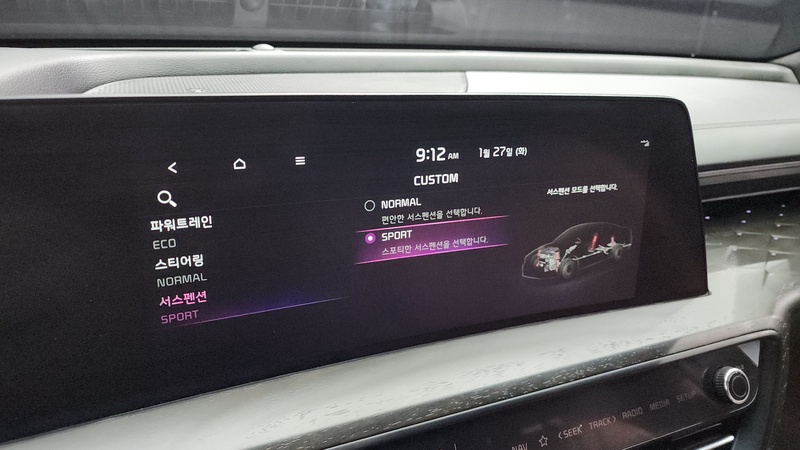 9:12 AM 1월 27일 (화)
CUSTOM
파워트레인
ECO
스티어링
NORMAL
서스펜션
SPORT
NORMAL
편안한 서스펜션을 선택합니다.
SPORT
스포티한 서스펜션을 선택합니다.
서스펜션 모드를 선택합니다.
NAV ☆ <SEEK TRACK> RADIO MEDIA SETUP